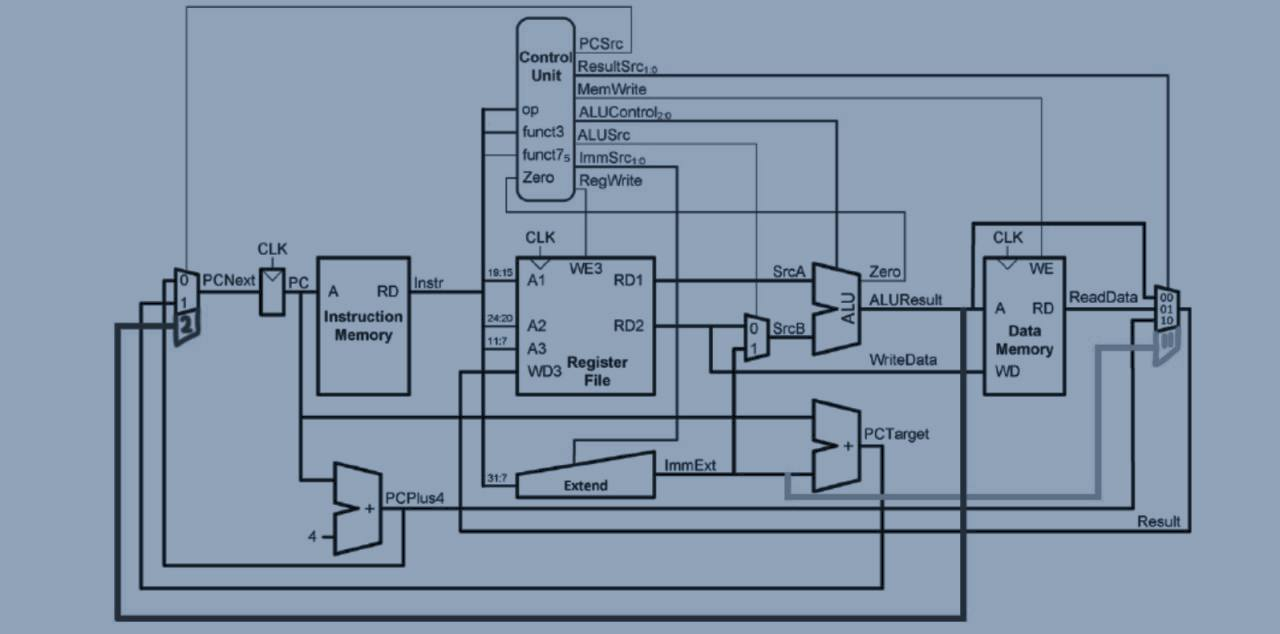 PCSrc
Control
Unit
ResultSrc1:0
MemWrite
op
ALUControl2:0
funct3
ALUSrc
funct75
ImmSrc1:0
Zero
RegWrite
CLK
CLK
CLK
0
PCNext
PC
1
2
A
RD
Instruction
Memory
Instr
19:15
A1
WE3
RD1
24:20
A2
RD2
11:7
A3
WD3
Register
File
SrcA
0
1
SrcB
ALU
Zero
ALUResult
WriteData
WE
A
RD
Data
Memory
WD
ReadData
00
01
10
11
31:7
Extend
ImmExt
+
PCTarget
PCPlus4
+
4
Result